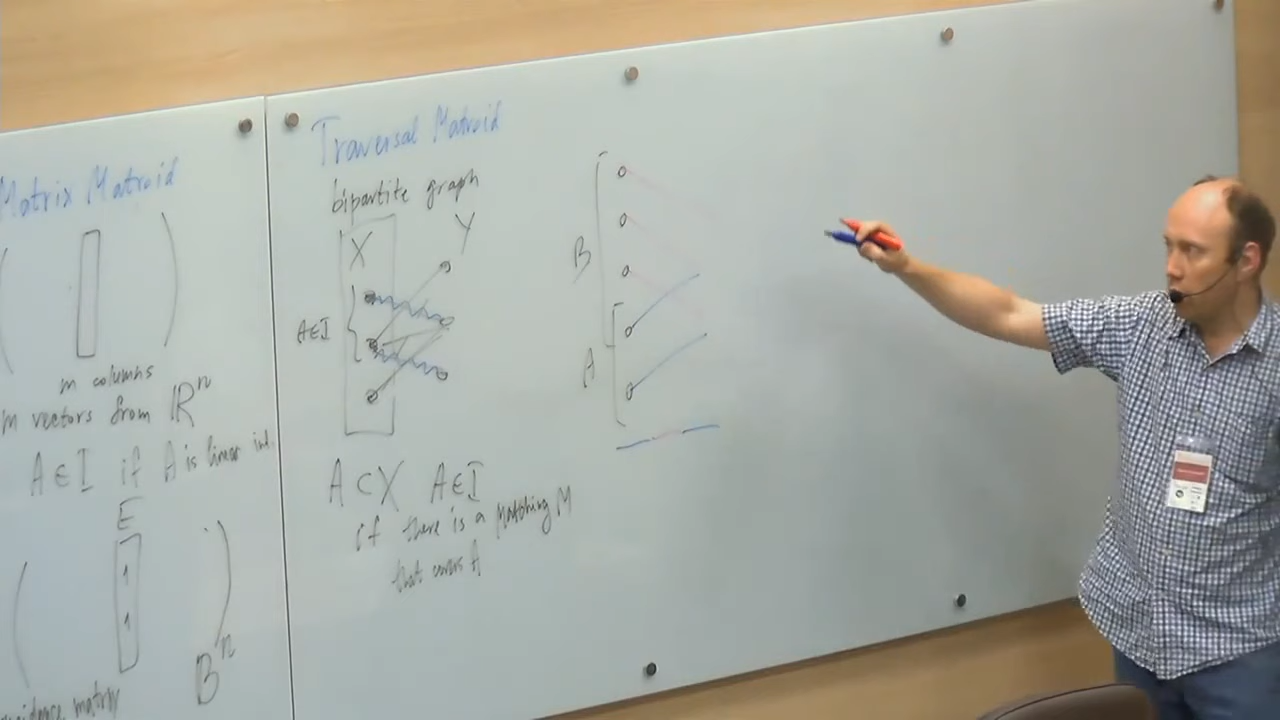 Matrix Matroid
m columns
m vectors from ℝⁿ
A∈I if A is linear ind.
E
1
1
Bⁿ
matrix
Traversal Matroid
bipartite graph
X Y
A∈I
A⊂X A∈I
if there is a matching M
that covers A
B
A